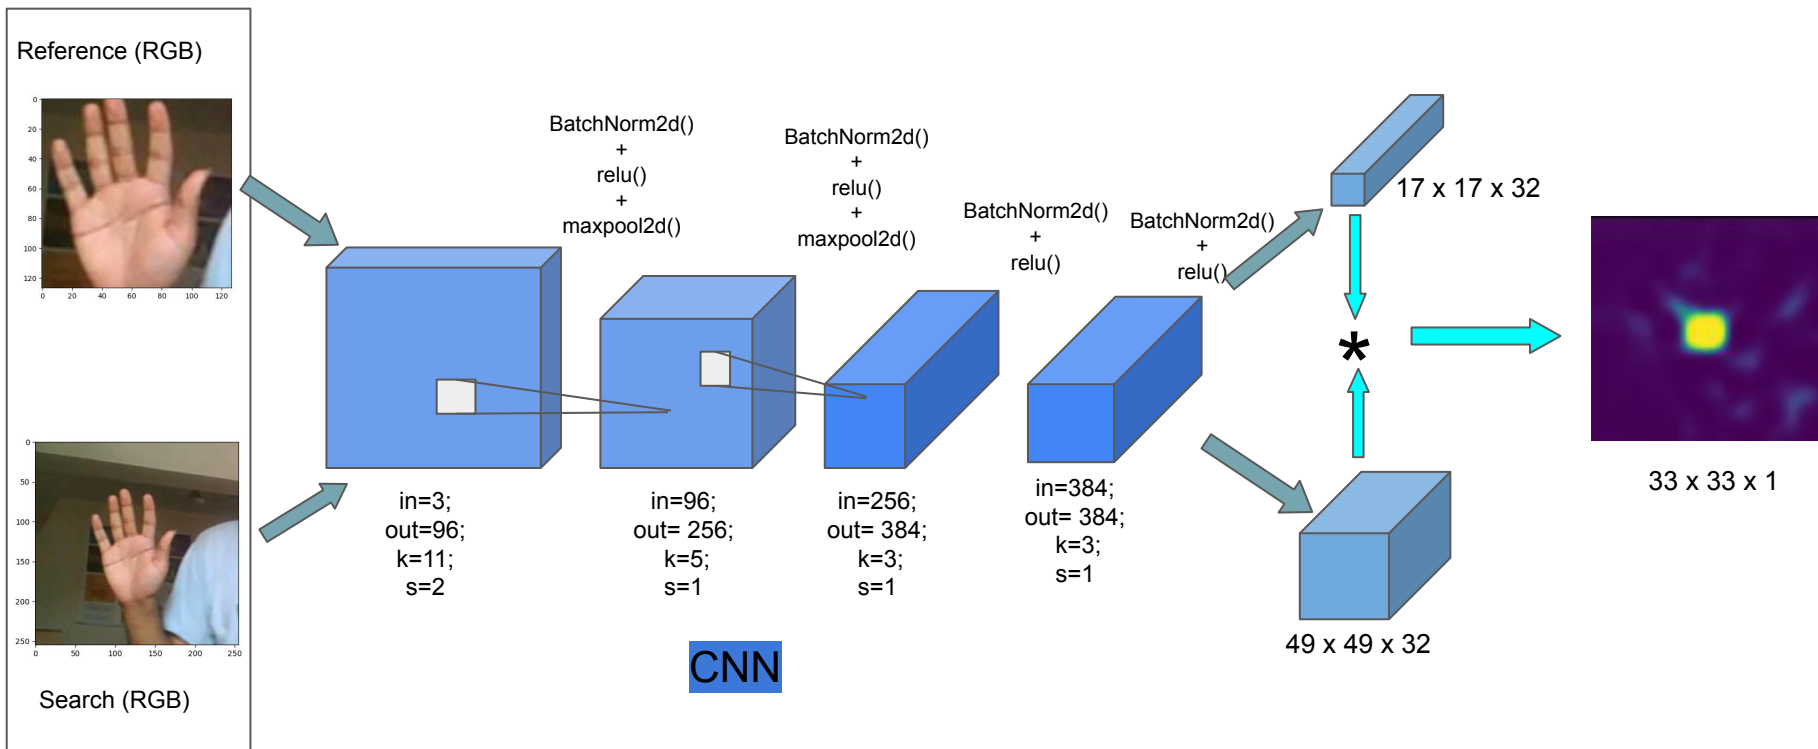 Reference (RGB)
0
20
40
60
80
100
120
0 20 40 60 80 100 120
0
50
100
150
200
250
0 50 100 150 200 250
Search (RGB)
BatchNorm2d()
+
relu()
+
maxpool2d()
BatchNorm2d()
+
relu()
+
maxpool2d()
BatchNorm2d()
+
relu()
BatchNorm2d()
+
relu()
in=3;
out=96;
k=11;
s=2
in=96;
out= 256;
k=5;
s=1
in=256;
out= 384;
k=3;
s=1
in=384;
out= 384;
k=3;
s=1
CNN
17 x 17 x 32
*
49 x 49 x 32
33 x 33 x 1